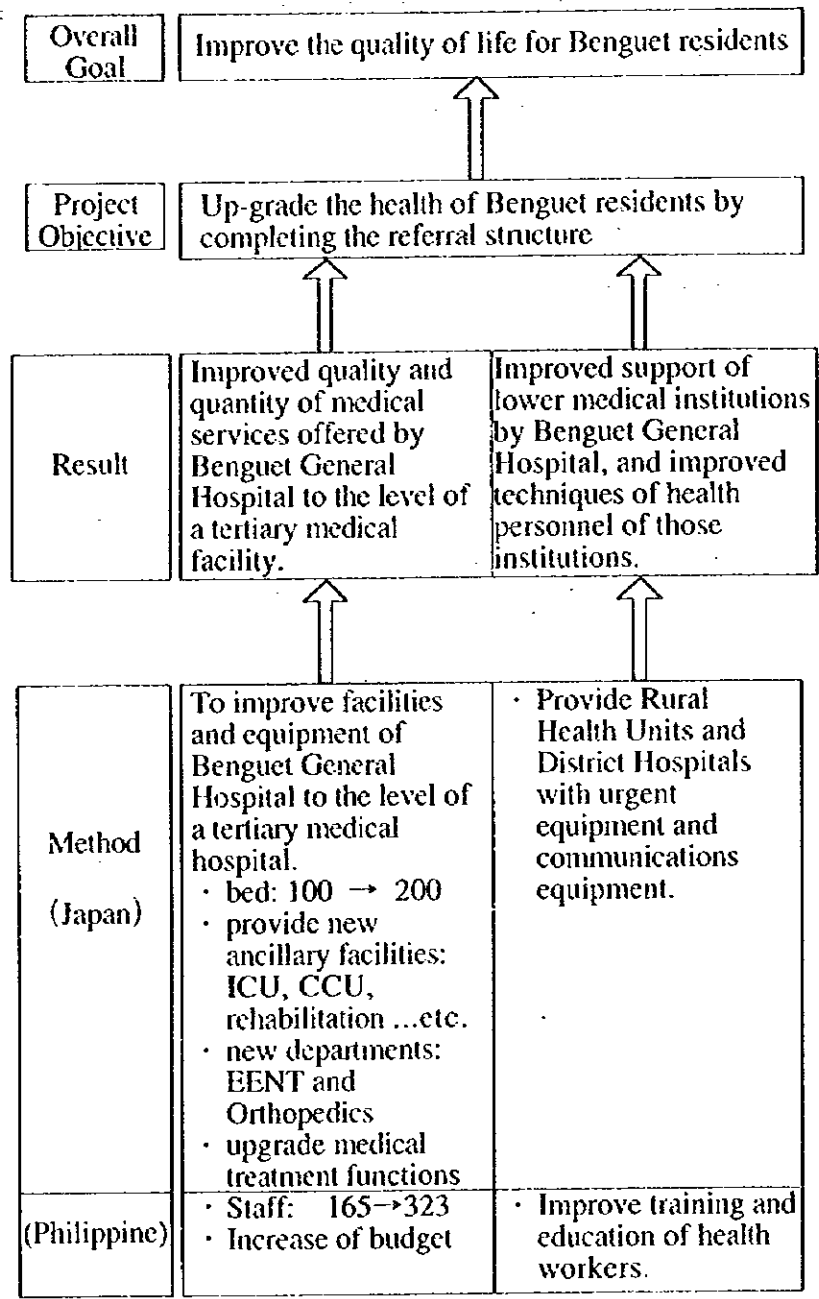 Overall
Goal
Improve the quality of life for Benguet residents
Project
Objective
Up-grade the health of Benguet residents by
completing the referral structure
Result
Improved quality and
quantity of medical
services offered by
Benguet General
Hospital to the level of
a tertiary medical
facility.
Improved support of
lower medical institutions
by Benguet General
Hospital, and improved
techniques of health
personnel of those
institutions.
Method
(Japan)
To improve facilities
and equipment of
Benguet General
Hospital to the level of
a tertiary medical
hospital.
· bed: 100 → 200
· provide new
ancillary facilities:
ICU, CCU,
rehabilitation ...etc.
· new departments:
EENT and
Orthopedics
· upgrade medical
treatment functions
· Provide Rural
Health Units and
District Hospitals
with urgent
equipment and
communications
equipment.
(Philippine)
· Staff: 165→323
· Increase of budget
· Improve training and
education of health
workers.